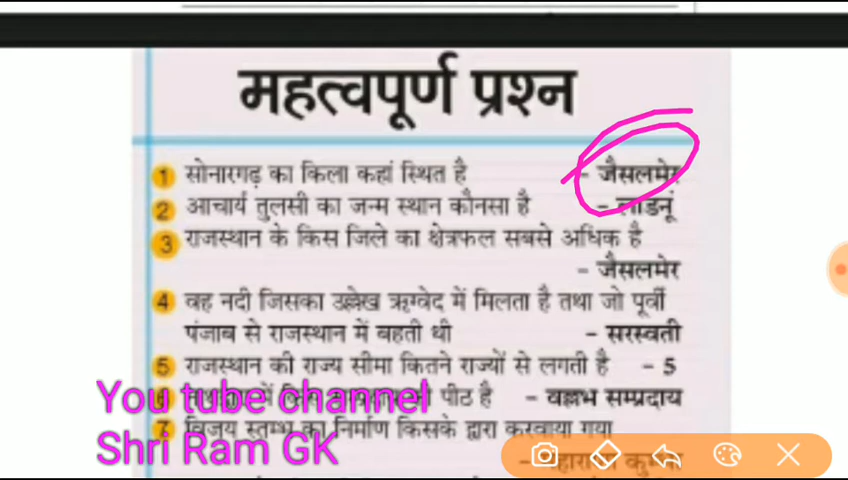 महत्वपूर्ण प्रश्न
1 सोनारगढ़ का किला कहां स्थित है - जैसलमेर
2 आचार्य तुलसी का जन्म स्थान कौनसा है - लाडनूं
3 राजस्थान के किस जिले का क्षेत्रफल सबसे अधिक है
- जैसलमेर
4 वह नदी जिसका उल्लेख ऋग्वेद में मिलता है तथा जो पूर्वी
पंजाब से राजस्थान में बहती थी - सरस्वती
5 राजस्थान की राज्य सीमा कितने राज्यों से लगती है - 5
पीठ है - वल्लभ सम्प्रदाय
You tube channel
7 विजय स्तम्भ का निर्माण किसके द्वारा करवाया गया
Shri Ram GK